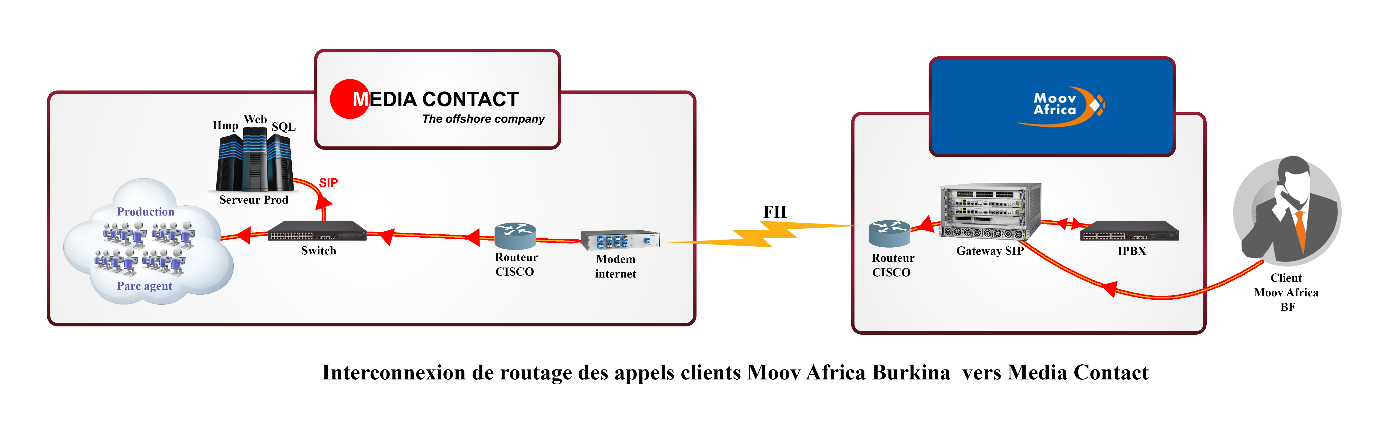 MEDIA CONTACT
The offshore company
Moov
Africa
Hmp Web SQL
Serveur Prod
SIP
Production
Parc agent
Switch
Routeur
CISCO
Modem
internet
FH
Routeur
CISCO
Gateway SIP
IPBX
Client
Moov Africa
BF
Interconnexion de routage des appels clients Moov Africa Burkina vers Media Contact